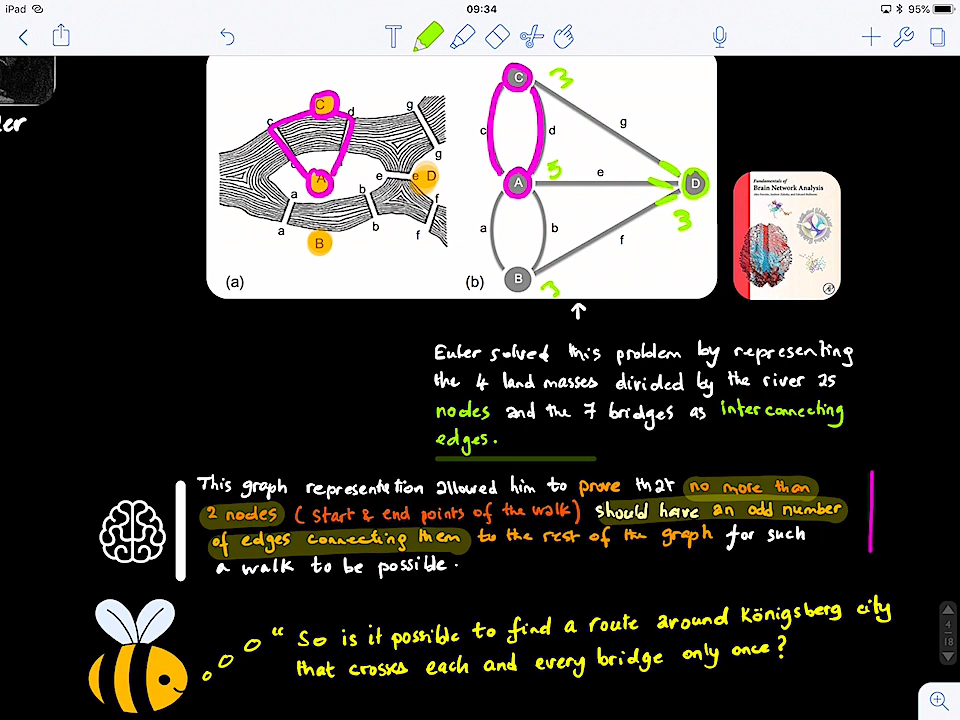 iPad
09:34
95%
T
C
3
g
c
d
g
c
d
g
A
5
e
D
3
e
e
D
A
b
a
a
b
f
f
a
b
f
B
B
3
(a)
(b)
Fundamentals of
Brain Network Analysis
Euler solved this problem by representing
the 4 land masses divided by the river as
nodes and the 7 bridges as interconnecting
edges.
This graph representation allowed him to prove that no more than
2 nodes (start & end points of the walk) should have an odd number
of edges connecting them to the rest of the graph for such
a walk to be possible.
"So is it possible to find a route around Königsberg city
that crosses each and every bridge only once?
4
18